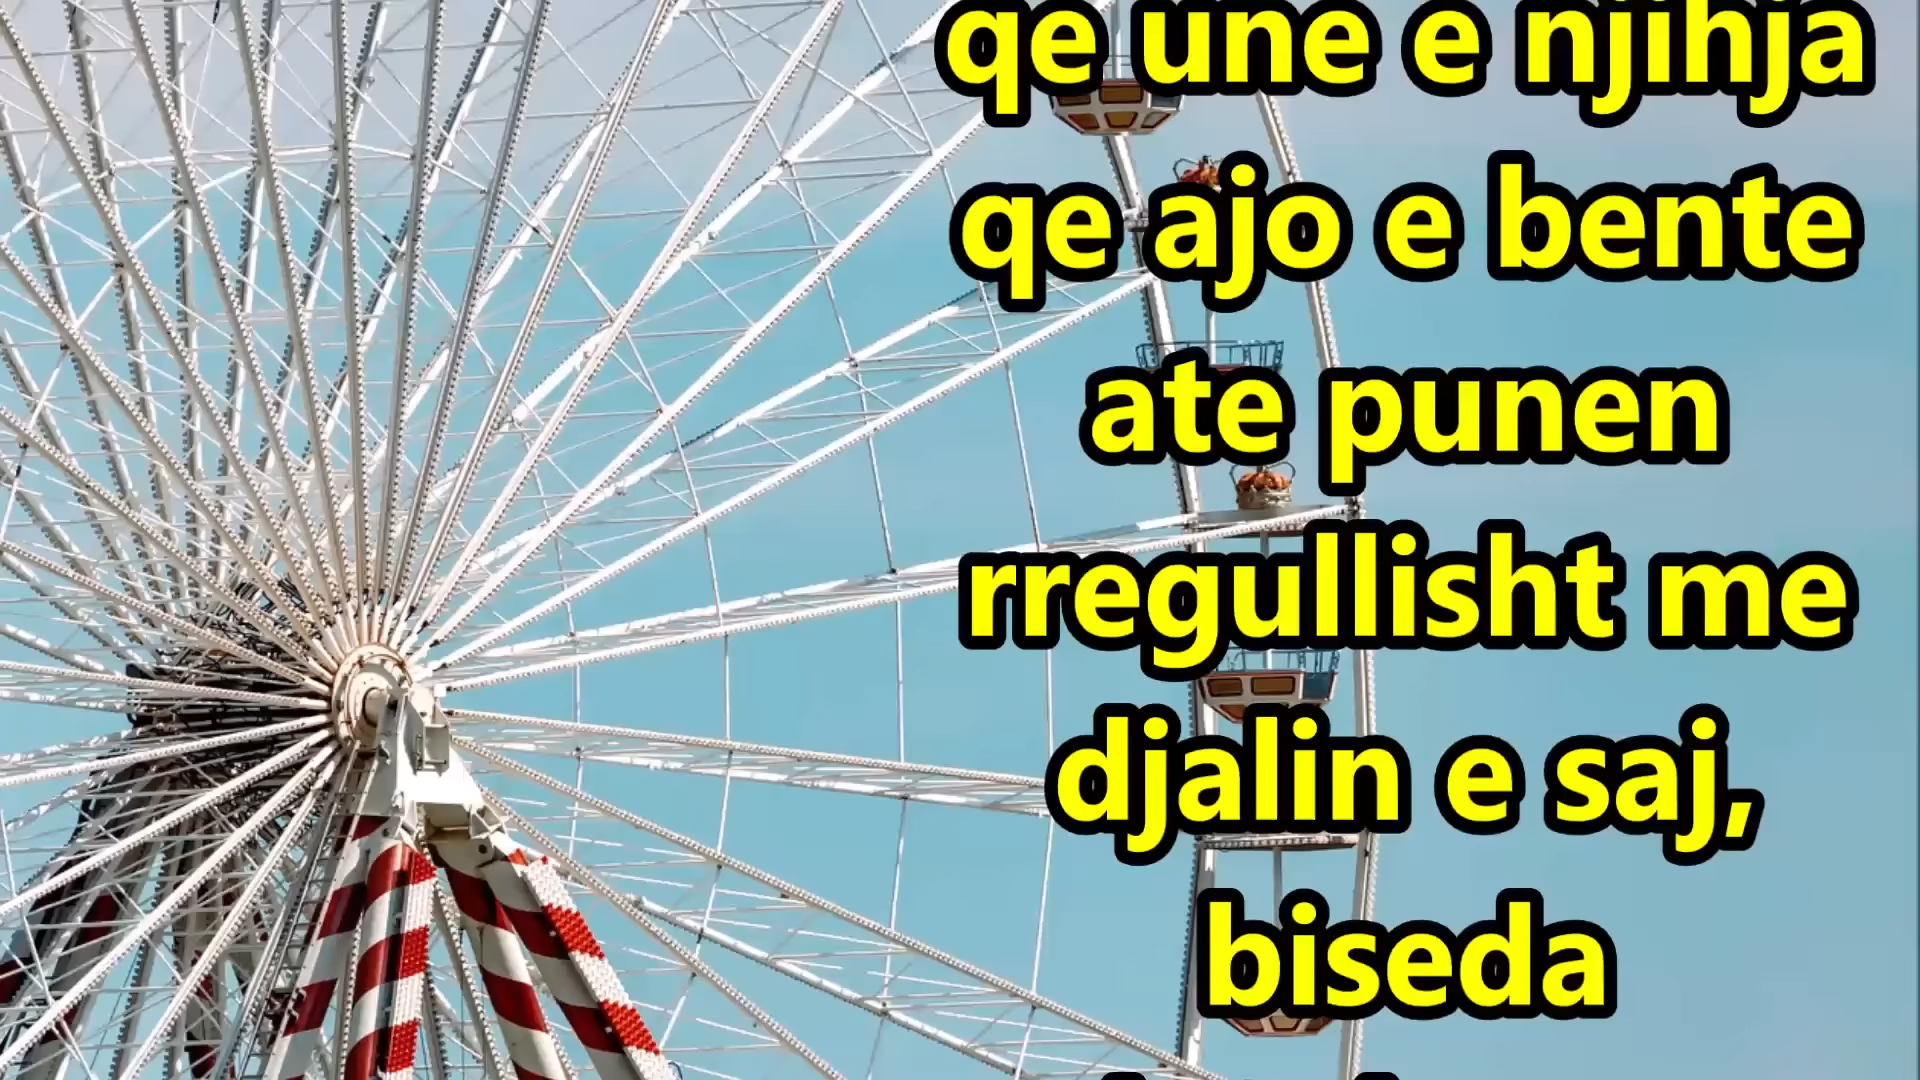 qe une e njihja
qe ajo e bente
ate punen
rregullisht me
djalin e saj,
biseda